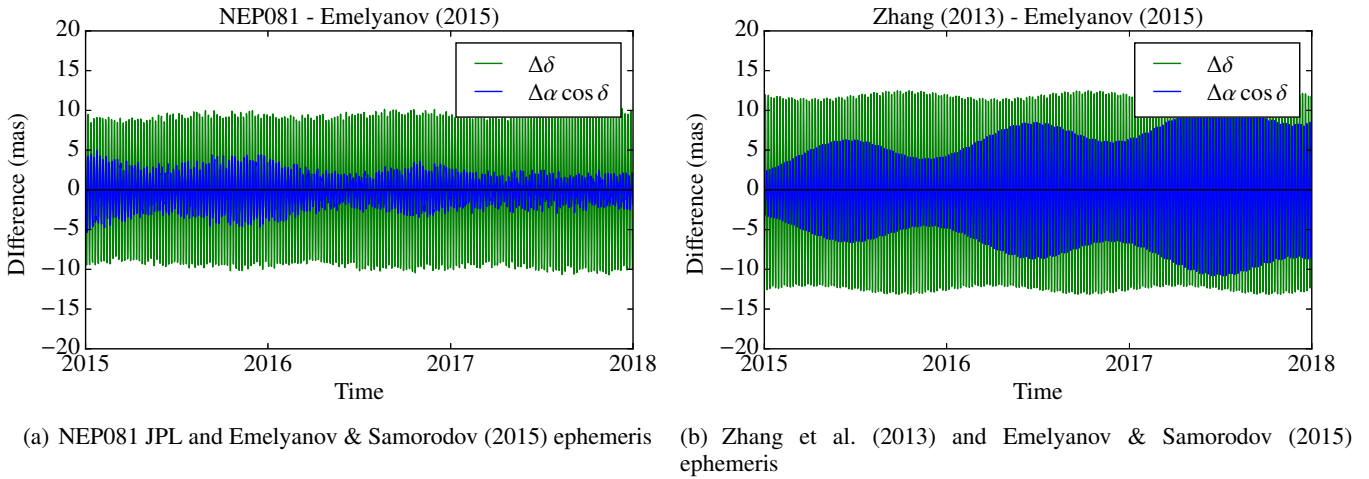 NEP081 - Emelyanov (2015)
20
15
10
5
0
−5
−10
−15
−20
DIfference (mas)
Δδ
Δα cos δ
2015
2016
2017
2018
Time
(a) NEP081 JPL and Emelyanov & Samorodov (2015) ephemeris
Zhang (2013) - Emelyanov (2015)
20
15
10
5
0
−5
−10
−15
−20
Difference (mas)
Δδ
Δα cos δ
2015
2016
2017
2018
Time
(b) Zhang et al. (2013) and Emelyanov & Samorodov (2015)
ephemeris